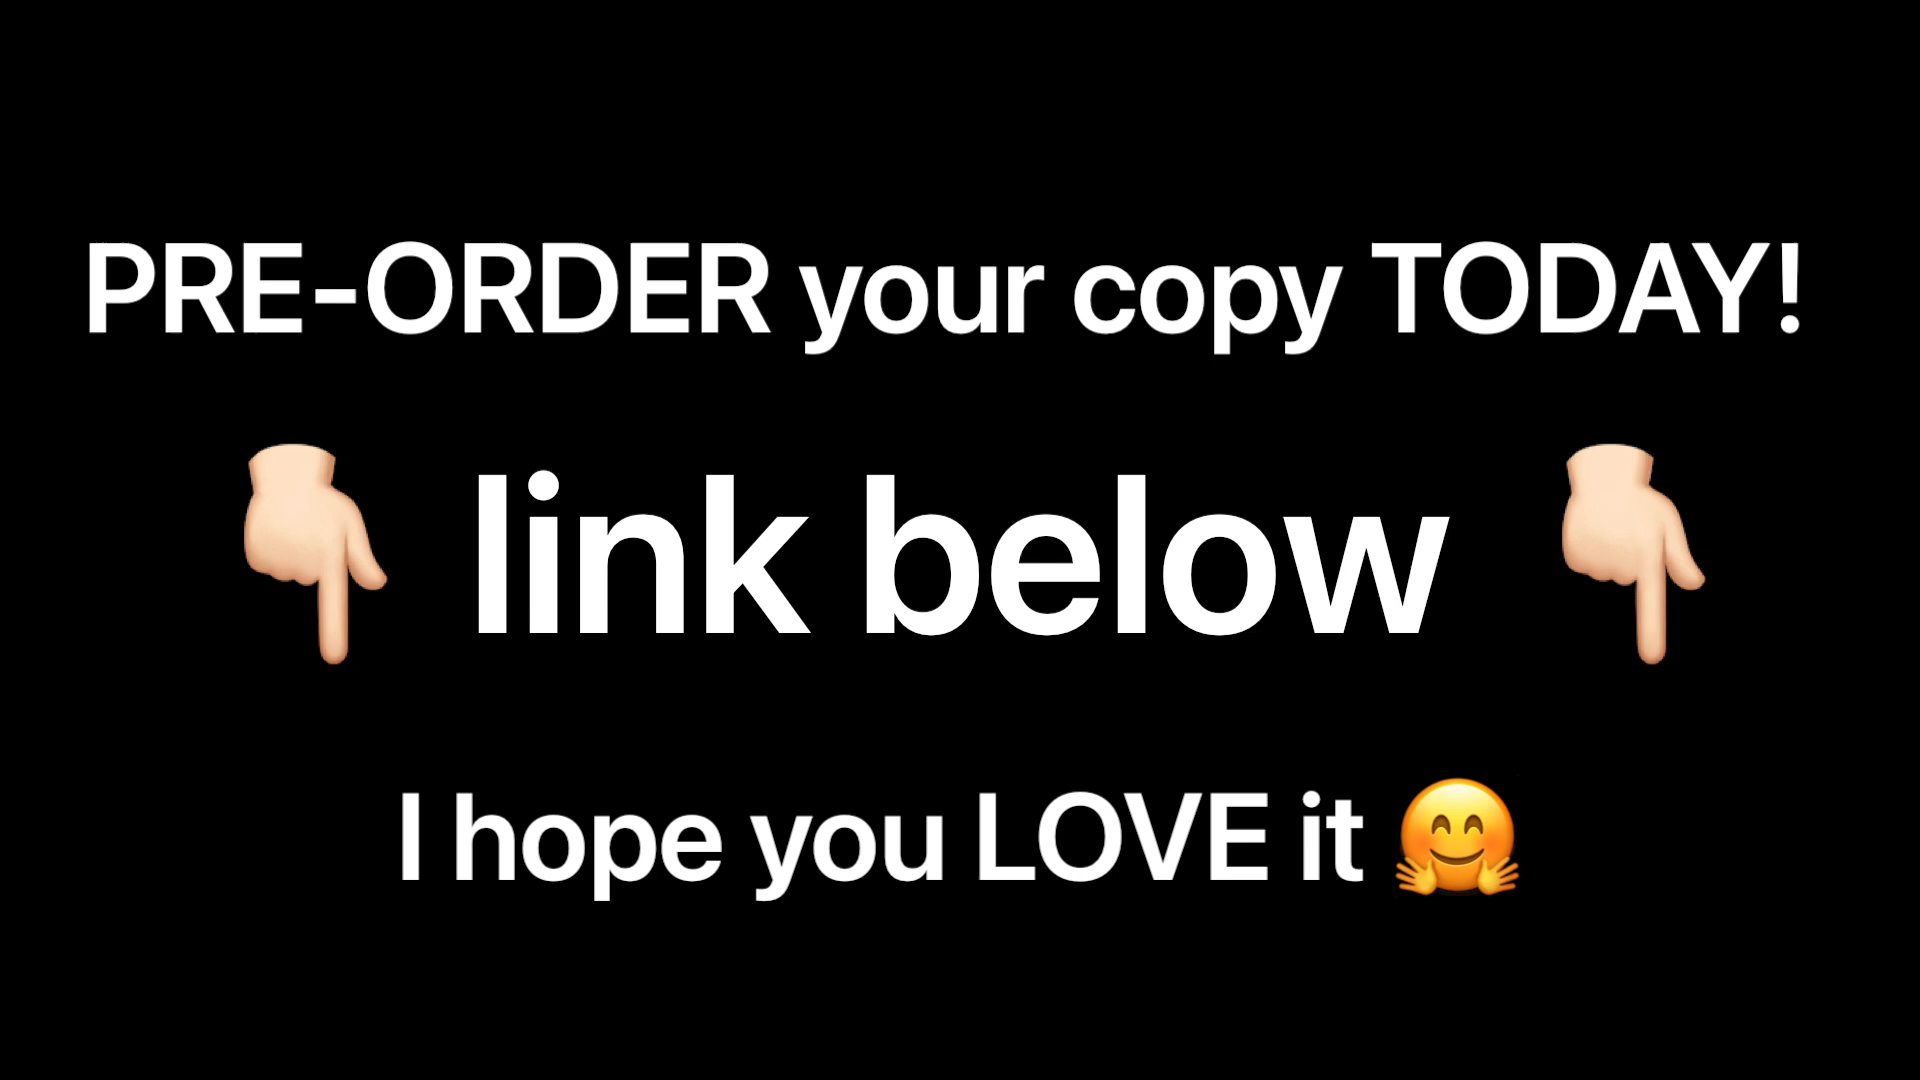 PRE-ORDER your copy TODAY!
👇🏻 link below 👇🏻
I hope you LOVE it 🤗